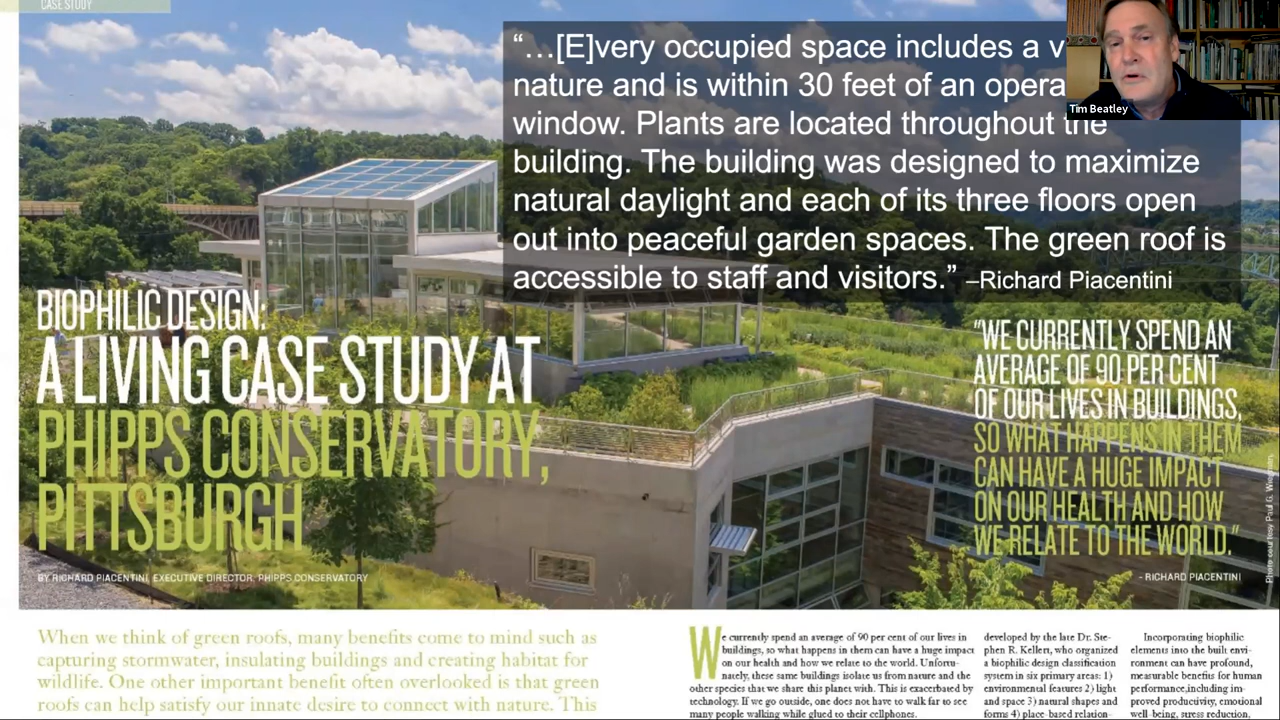 CASE STUDY
“…[E]very occupied space includes a v
nature and is within 30 feet of an opera
window. Plants are located throughout the
building. The building was designed to maximize
natural daylight and each of its three floors open
out into peaceful garden spaces. The green roof is
accessible to staff and visitors.” –Richard Piacentini
Tim Beatley
BIOPHILIC DESIGN:
A LIVING CASE STUDY AT
PHIPPS CONSERVATORY,
PITTSBURGH
BY RICHARD PIACENTINI, EXECUTIVE DIRECTOR, PHIPPS CONSERVATORY
“WE CURRENTLY SPEND AN
AVERAGE OF 90 PER CENT
OF OUR LIVES IN BUILDINGS,
SO WHAT HAPPENS IN THEM
CAN HAVE A HUGE IMPACT
ON OUR HEALTH AND HOW
WE RELATE TO THE WORLD.”
- RICHARD PIACENTINI
Photo courtesy Paul G.
When we think of green roofs, many benefits come to mind such as
capturing stormwater, insulating buildings and creating habitat for
wildlife. One other important benefit often overlooked is that green
roofs can help satisfy our innate desire to connect with nature. This
We currently spend an average of 90 per cent of our lives in
buildings, so what happens in them can have a huge impact
on our health and how we relate to the world. Unfortu-
nately, these same buildings isolate us from nature and the
other species that we share this planet with. This is exacerbated by
technology. If we go outside, one does not have to walk far to see
many people walking while glued to their cellphones.
developed by the late Dr. Ste-
phen R. Kellert, who organized
a biophilic design classification
system in six primary areas: 1)
environmental features 2) light
and space 3) natural shapes and
forms 4) place-based relation-
Incorporating biophilic
elements into the built envi-
ronment can have profound,
measurable benefits for human
performance,including im-
proved productivity, emotional
well-being, stress reduction,